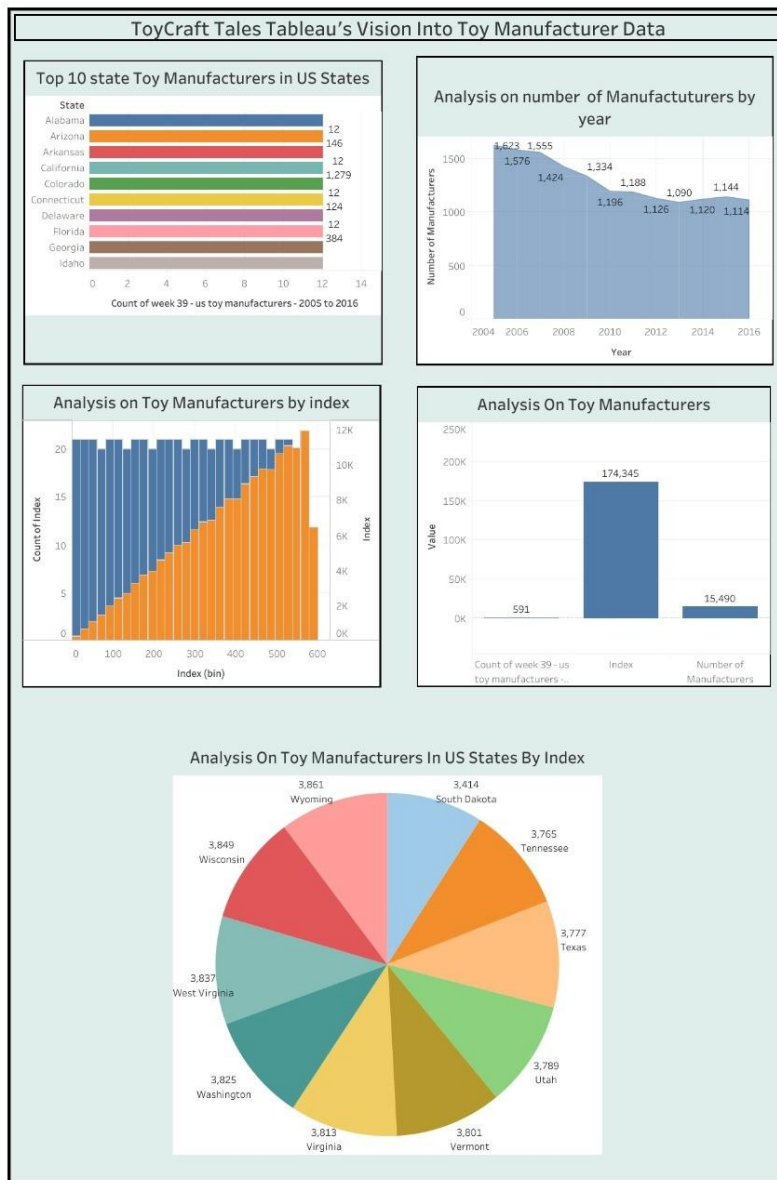 ToyCraft Tales Tableau's Vision Into Toy Manufacturer Data
Top 10 state Toy Manufacturers in US States
State
Alabama
Arizona
Arkansas
California
Colorado
Connecticut
Delaware
Florida
Georgia
Idaho
12
146
12
1,279
12
124
12
384
0 2 4 6 8 10 12 14
Count of week 39 - us toy manufacturers - 2005 to 2016
Analysis on number of Manufactuturers by
year
Number of Manufacturers
1500
1000
500
0
1,623 1,555
1,576
1,424
1,334
1,196
1,188
1,126
1,090
1,120
1,144
1,114
2004 2006 2008 2010 2012 2014 2016
Year
Analysis on Toy Manufacturers by index
Count of Index
20
15
10
5
0
12K
10K
8K
6K
4K
2K
0K
Index
0 100 200 300 400 500 600
Index (bin)
Analysis On Toy Manufacturers
Value
250K
200K
150K
100K
50K
0K
591
174,345
15,490
Count of week 39 - us
toy manufacturers -..
Index
Number of
Manufacturers
Analysis On Toy Manufacturers In US States By Index
3,861
Wyoming
3,414
South Dakota
3,849
Wisconsin
3,765
Tennessee
3,777
Texas
3,837
West Virginia
3,789
Utah
3,825
Washington
3,813
Virginia
3,801
Vermont